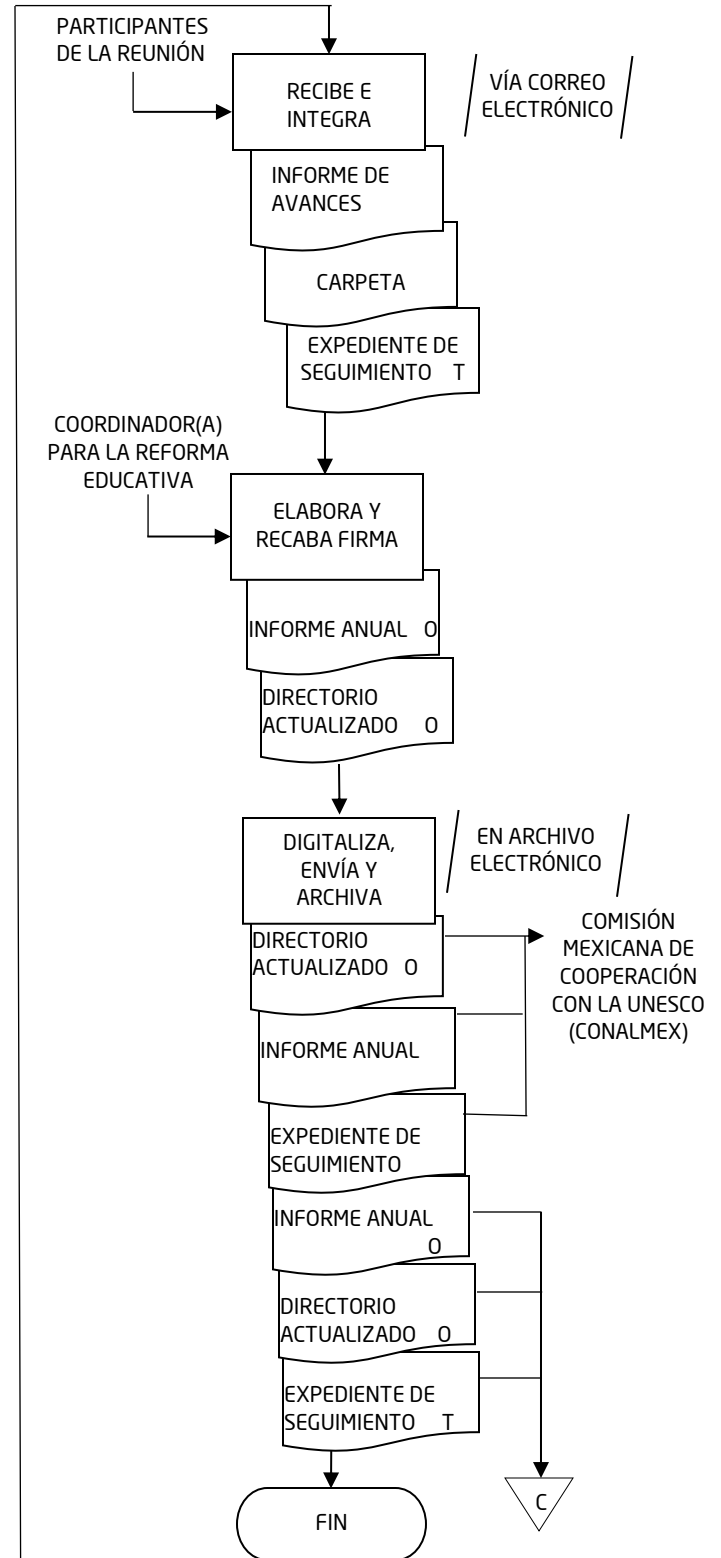 PARTICIPANTES
DE LA REUNIÓN
RECIBE E
INTEGRA
VÍA CORREO
ELECTRÓNICO
INFORME DE
AVANCES
CARPETA
EXPEDIENTE DE
SEGUIMIENTO T
COORDINADOR(A)
PARA LA REFORMA
EDUCATIVA
ELABORA Y
RECABA FIRMA
INFORME ANUAL O
DIRECTORIO
ACTUALIZADO O
DIGITALIZA,
ENVÍA Y
ARCHIVA
EN ARCHIVO
ELECTRÓNICO
DIRECTORIO
ACTUALIZADO O
COMISIÓN
MEXICANA DE
COOPERACIÓN
CON LA UNESCO
(CONALMEX)
INFORME ANUAL
EXPEDIENTE DE
SEGUIMIENTO
INFORME ANUAL
O
DIRECTORIO
ACTUALIZADO O
EXPEDIENTE DE
SEGUIMIENTO T
C
FIN